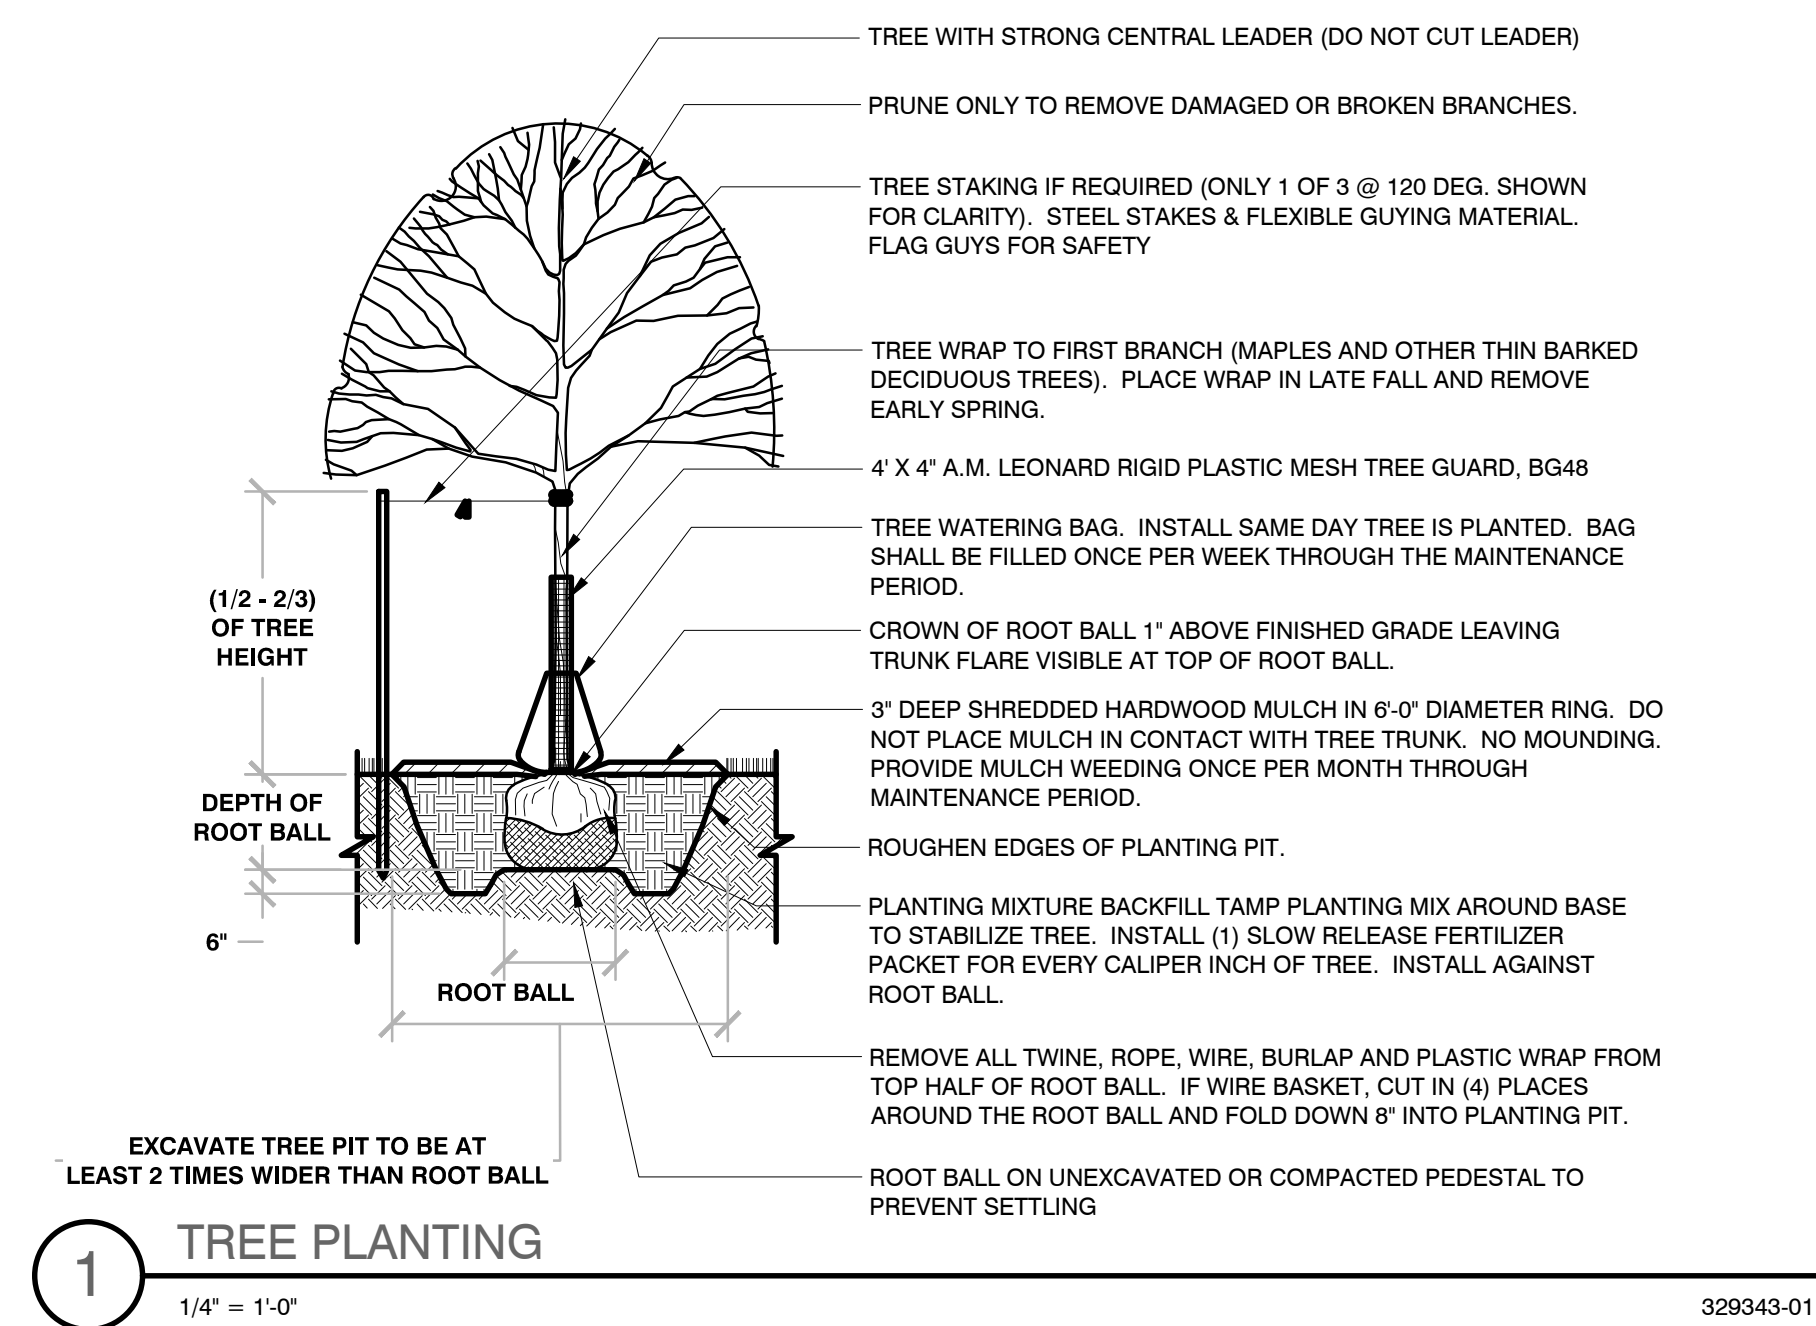 TREE WITH STRONG CENTRAL LEADER (DO NOT CUT LEADER)
PRUNE ONLY TO REMOVE DAMAGED OR BROKEN BRANCHES.
TREE STAKING IF REQUIRED (ONLY 1 OF 3 @ 120 DEG. SHOWN
FOR CLARITY). STEEL STAKES & FLEXIBLE GUYING MATERIAL.
FLAG GUYS FOR SAFETY
TREE WRAP TO FIRST BRANCH (MAPLES AND OTHER THIN BARKED
DECIDUOUS TREES). PLACE WRAP IN LATE FALL AND REMOVE
EARLY SPRING.
4' X 4" A.M. LEONARD RIGID PLASTIC MESH TREE GUARD, BG48
TREE WATERING BAG. INSTALL SAME DAY TREE IS PLANTED. BAG
SHALL BE FILLED ONCE PER WEEK THROUGH THE MAINTENANCE
PERIOD.
CROWN OF ROOT BALL 1" ABOVE FINISHED GRADE LEAVING
TRUNK FLARE VISIBLE AT TOP OF ROOT BALL.
3" DEEP SHREDDED HARDWOOD MULCH IN 6'-0" DIAMETER RING. DO
NOT PLACE MULCH IN CONTACT WITH TREE TRUNK. NO MOUNDING.
PROVIDE MULCH WEEDING ONCE PER MONTH THROUGH
MAINTENANCE PERIOD.
ROUGHEN EDGES OF PLANTING PIT.
PLANTING MIXTURE BACKFILL TAMP PLANTING MIX AROUND BASE
TO STABILIZE TREE. INSTALL (1) SLOW RELEASE FERTILIZER
PACKET FOR EVERY CALIPER INCH OF TREE. INSTALL AGAINST
ROOT BALL.
REMOVE ALL TWINE, ROPE, WIRE, BURLAP AND PLASTIC WRAP FROM
TOP HALF OF ROOT BALL. IF WIRE BASKET, CUT IN (4) PLACES
AROUND THE ROOT BALL AND FOLD DOWN 8" INTO PLANTING PIT.
ROOT BALL ON UNEXCAVATED OR COMPACTED PEDESTAL TO
PREVENT SETTLING
(1/2 - 2/3)
OF TREE
HEIGHT
DEPTH OF
ROOT BALL
6"
ROOT BALL
EXCAVATE TREE PIT TO BE AT
LEAST 2 TIMES WIDER THAN ROOT BALL
1
TREE PLANTING
1/4" = 1'-0"
329343-01